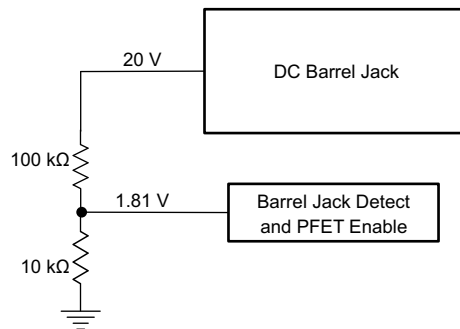 20 V
DC Barrel Jack
100 kΩ
1.81 V
Barrel Jack Detect
and PFET Enable
10 kΩ